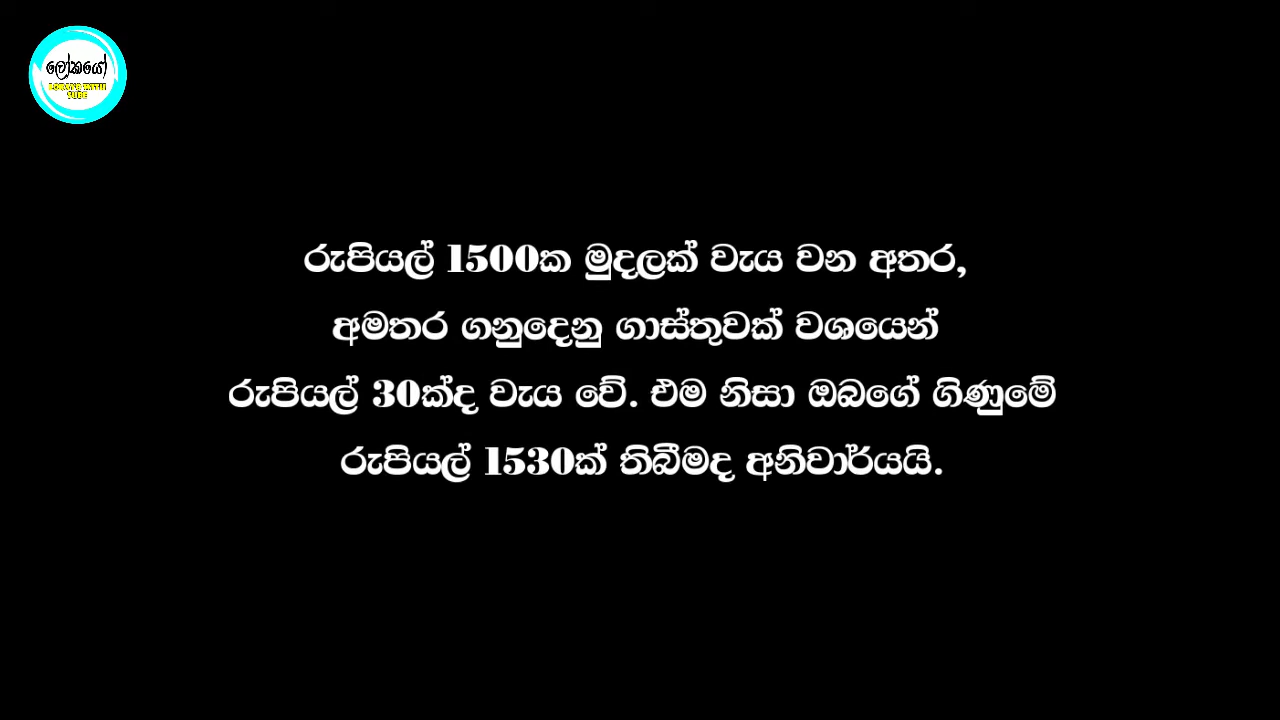 ලෝකයෝ
රුපියල් 1500ක මුදලක් වැය වන අතර,
අමතර ගනුදෙනු ගාස්තුවක් වශයෙන්
රුපියල් 30ක්ද වැය වේ. එම නිසා ඔබගේ ගිණුමේ
රුපියල් 1530ක් තිබීමද අනිවාර්යයි.